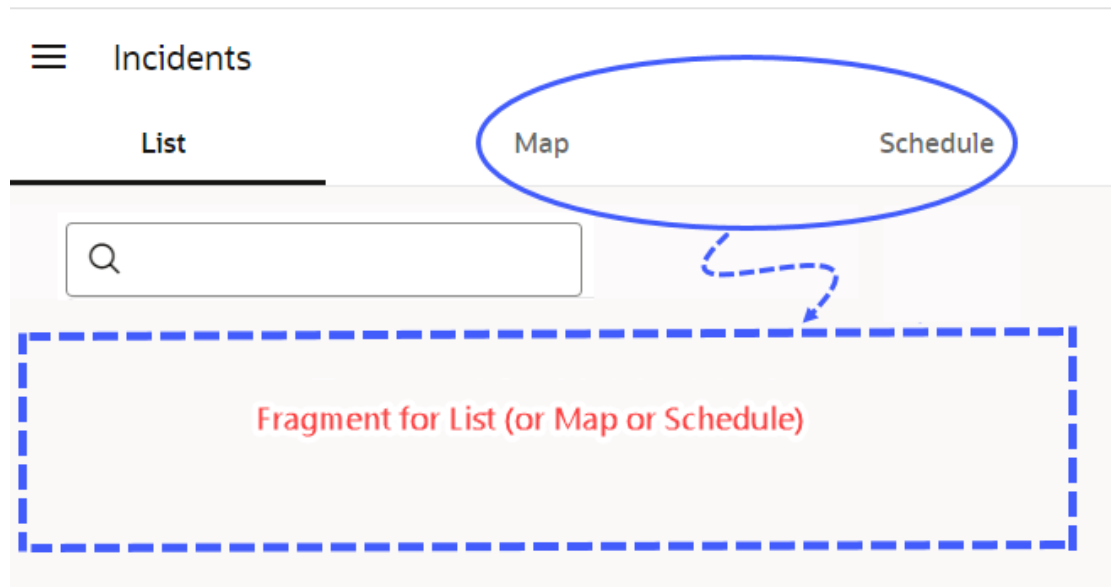 Incidents
List Map Schedule
Fragment for List (or Map or Schedule)